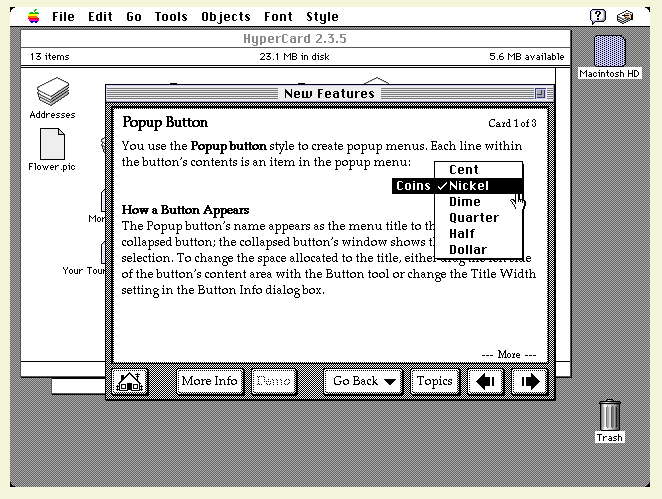 File Edit Go Tools Objects Font Style
HyperCard 2.3.5
13 items 23.1 MB in disk 5.6 MB available
Macintosh HD
Addresses
Flower.pic
Mor
Your Tour
New Features
Popup Button Card 1 of 3
You use the Popup button style to create popup menus. Each line within
the button's contents is an item in the popup menu:
Cent
Coins ✓Nickel
Dime
Quarter
Half
Dollar
How a Button Appears
The Popup button's name appears as the menu title to th
collapsed button; the collapsed button's window shows t
selection. To change the space allocated to the title, either drag the left side
of the button's content area with the Button tool or change the Title Width
setting in the Button Info dialog box.
--- More ---
More Info Demo Go Back Topics
Trash